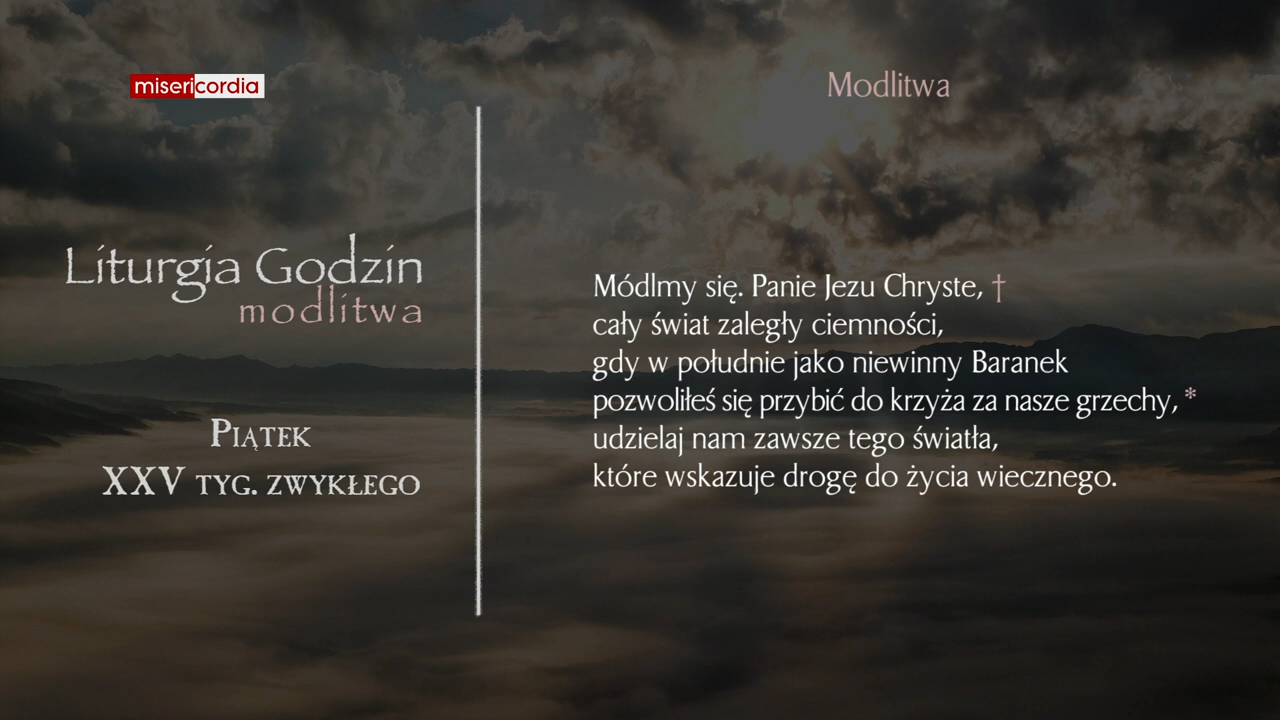 misericordia
Liturgia Godzin
modlitwa
Piątek
XXV tyg. zwykłego
Modlitwa
Módlmy się. Panie Jezu Chryste, †
cały świat zaległy ciemności,
gdy w południe jako niewinny Baranek
pozwoliłeś się przybić do krzyża za nasze grzechy, *
udzielaj nam zawsze tego światła,
które wskazuje drogę do życia wiecznego.